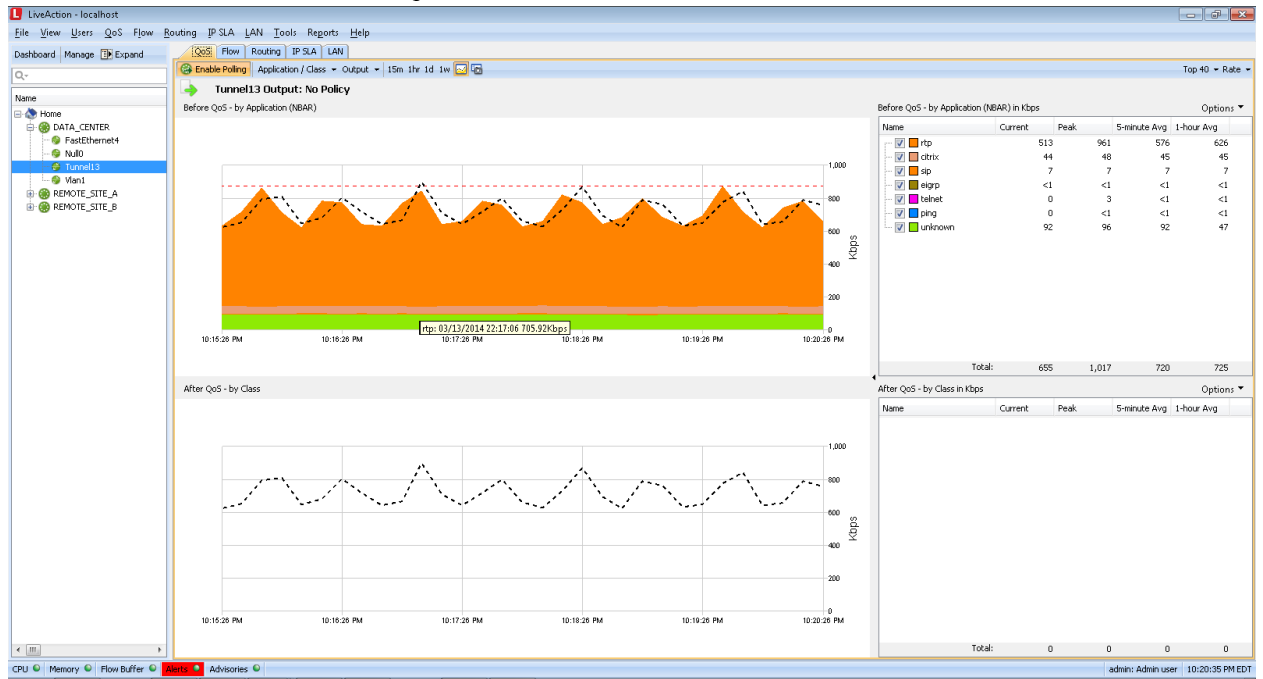 LiveAction - localhost
File View Users QoS Flow Routing IP SLA LAN Tools Reports Help
Dashboard Manage Expand
QoS Flow Routing IP SLA LAN
Enable Polling Application / Class Output 15m 1hr 1d 1w Top 40 Rate
Name
Home
DATA_CENTER
FastEthernet4
Null0
Tunnel13
Vlan1
REMOTE_SITE_A
REMOTE_SITE_B
Tunnel13 Output: No Policy
Before QoS - by Application (NBAR)
1,000
800
600
400
200
0
Kbps
rtp: 03/13/2014 22:17:06 705.92Kbps
10:15:26 PM 10:16:26 PM 10:17:26 PM 10:18:26 PM 10:19:26 PM 10:20:26 PM
Before QoS - by Application (NBAR) in Kbps Options
Name Current Peak 5-minute Avg 1-hour Avg
rtp 513 961 576 626
citrix 44 48 45 45
sip 7 7 7 7
eigrp <1 <1 <1 <1
telnet 0 3 <1 <1
ping 0 <1 <1 <1
unknown 92 96 92 47
Total: 655 1,017 720 725
After QoS - by Class
1,000
800
600
400
200
0
Kbps
10:15:26 PM 10:16:26 PM 10:17:26 PM 10:18:26 PM 10:19:26 PM 10:20:26 PM
After QoS - by Class in Kbps Options
Name Current Peak 5-minute Avg 1-hour Avg
Total: 0 0 0 0
CPU Memory Flow Buffer Alerts Advisories admin: Admin user 10:20:35 PM EDT